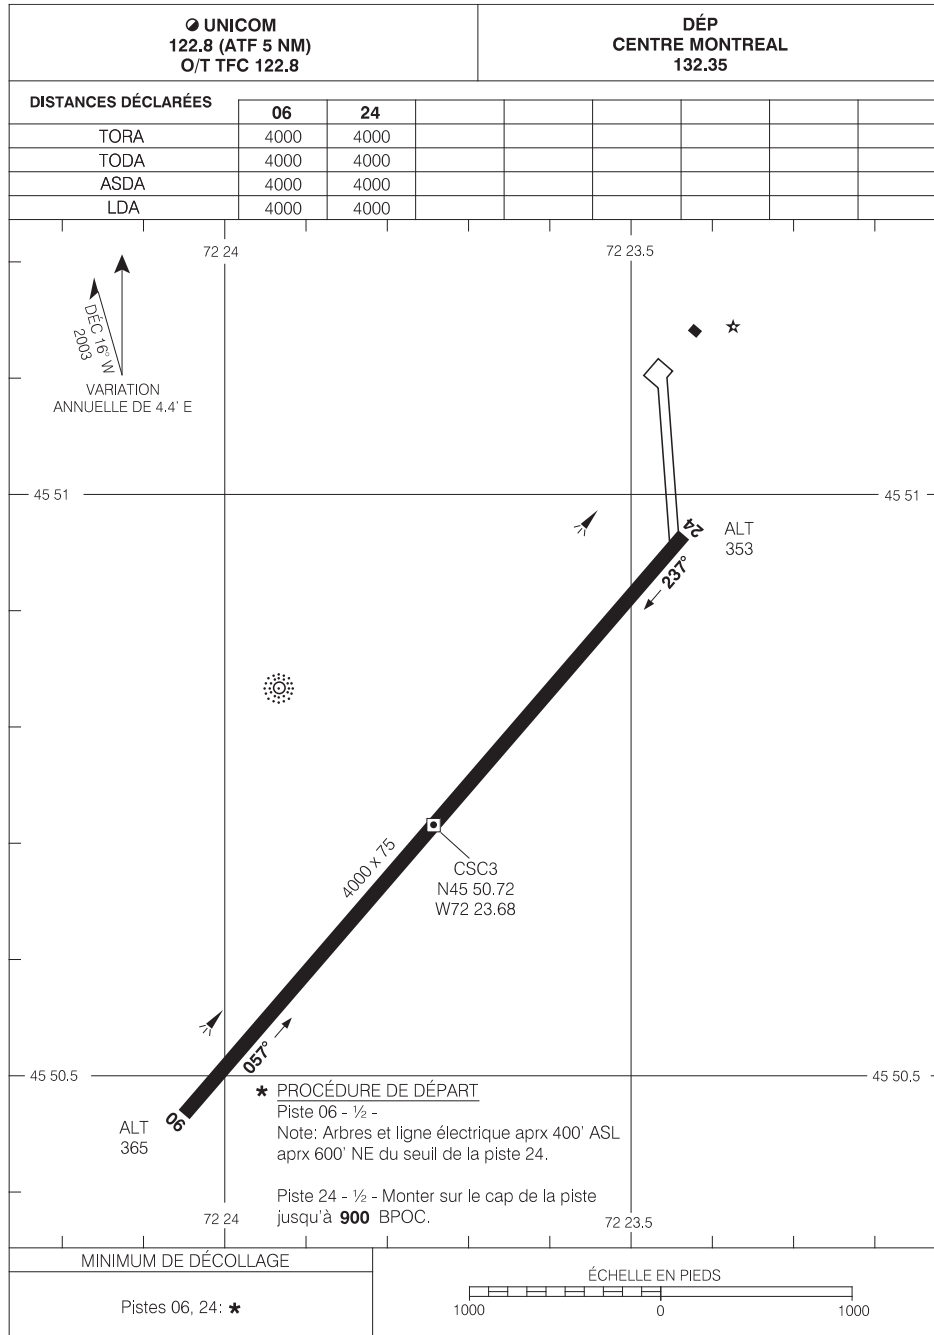 UNICOM
122.8 (ATF 5 NM)
O/T TFC 122.8
DÉP
CENTRE MONTREAL
132.35
DISTANCES DÉCLARÉES 06 24
TORA 4000 4000
TODA 4000 4000
ASDA 4000 4000
LDA 4000 4000
72 24 72 23.5
DÉC 16° W
2003
VARIATION
ANNUELLE DE 4.4' E
45 51 45 51
24
ALT
353
237°
4000 x 75
CSC3
N45 50.72
W72 23.68
057°
45 50.5 45 50.5
06
ALT
365
* PROCÉDURE DE DÉPART
Piste 06 - ½ -
Note: Arbres et ligne électrique aprx 400' ASL
aprx 600' NE du seuil de la piste 24.
Piste 24 - ½ - Monter sur le cap de la piste
jusqu'à 900 BPOC.
72 24 72 23.5
MINIMUM DE DÉCOLLAGE
Pistes 06, 24: *
ÉCHELLE EN PIEDS
1000 0 1000